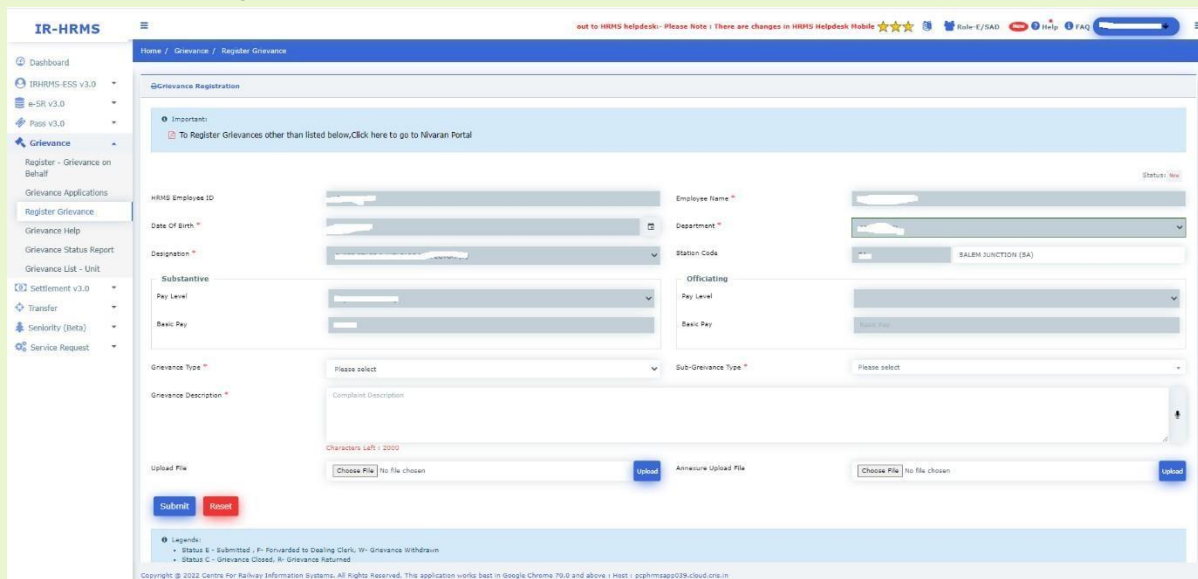 IR-HRMS
out to HRMS helpdesk:- Please Note : There are changes in HRMS Helpdesk Mobile
Role-E/SAD
New
Help
FAQ
Home / Grievance / Register Grievance
Dashboard
IRHRMS-ESS v3.0
e-SR v3.0
Pass v3.0
Grievance
Register - Grievance on
Behalf
Grievance Applications
Register Grievance
Grievance Help
Grievance Status Report
Grievance List - Unit
Settlement v3.0
Transfer
Seniority (Beta)
Service Request
Grievance Registration
Important:
To Register Grievances other than listed below,Click here to go to Nivaran Portal
Status: New
HRMS Employee ID
Employee Name *
Date Of Birth *
Department *
Designation *
Station Code
SALEM JUNCTION (SA)
Substantive
Officiating
Pay Level
Pay Level
Basic Pay
Basic Pay
Basic Pay
Grievance Type *
Please select
Sub-Greivance Type *
Please select
Grievance Description *
Complaint Description
Characters Left : 2000
Upload File
Choose File No file chosen
Upload
Annexure Upload File
Choose File No file chosen
Upload
Submit
Reset
Legends:
• Status E - Submitted , F- Forwarded to Dealing Clerk, W- Grievance Withdrawn
• Status C - Grievance Closed, R- Grievance Returned
Copyright @ 2022 Centre For Railway Information Systems. All Rights Reserved. This application works best in Google Chrome 70.0 and above : Host : pcphrmsapp039.cloud.cris.in